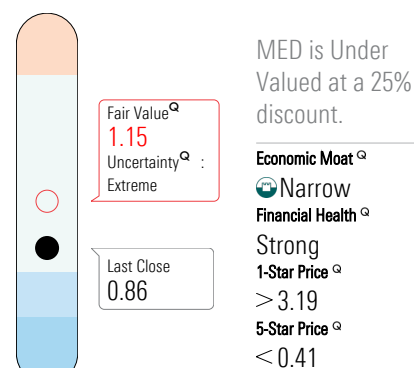 Fair Value Q
1.15
Uncertainty Q :
Extreme
Last Close
0.86
MED is Under
Valued at a 25%
discount.
Economic Moat Q
Narrow
Financial Health Q
Strong
1-Star Price Q
>3.19
5-Star Price Q
<0.41